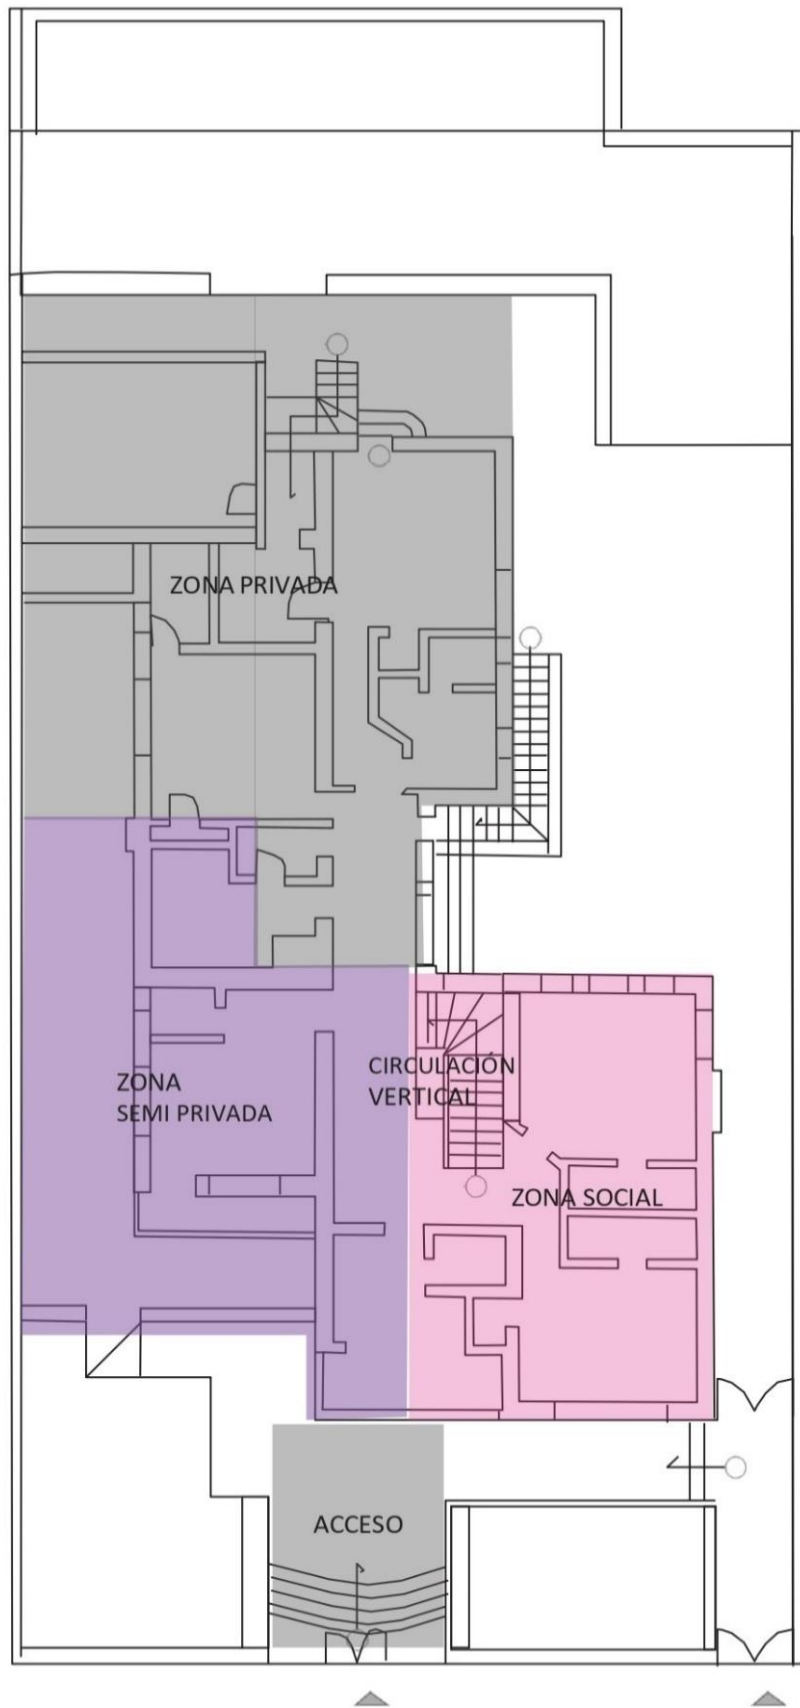 ZONA PRIVADA
CIRCULACIÓN
VERTICAL
ZONA
SEMI PRIVADA
ZONA SOCIAL
ACCESO